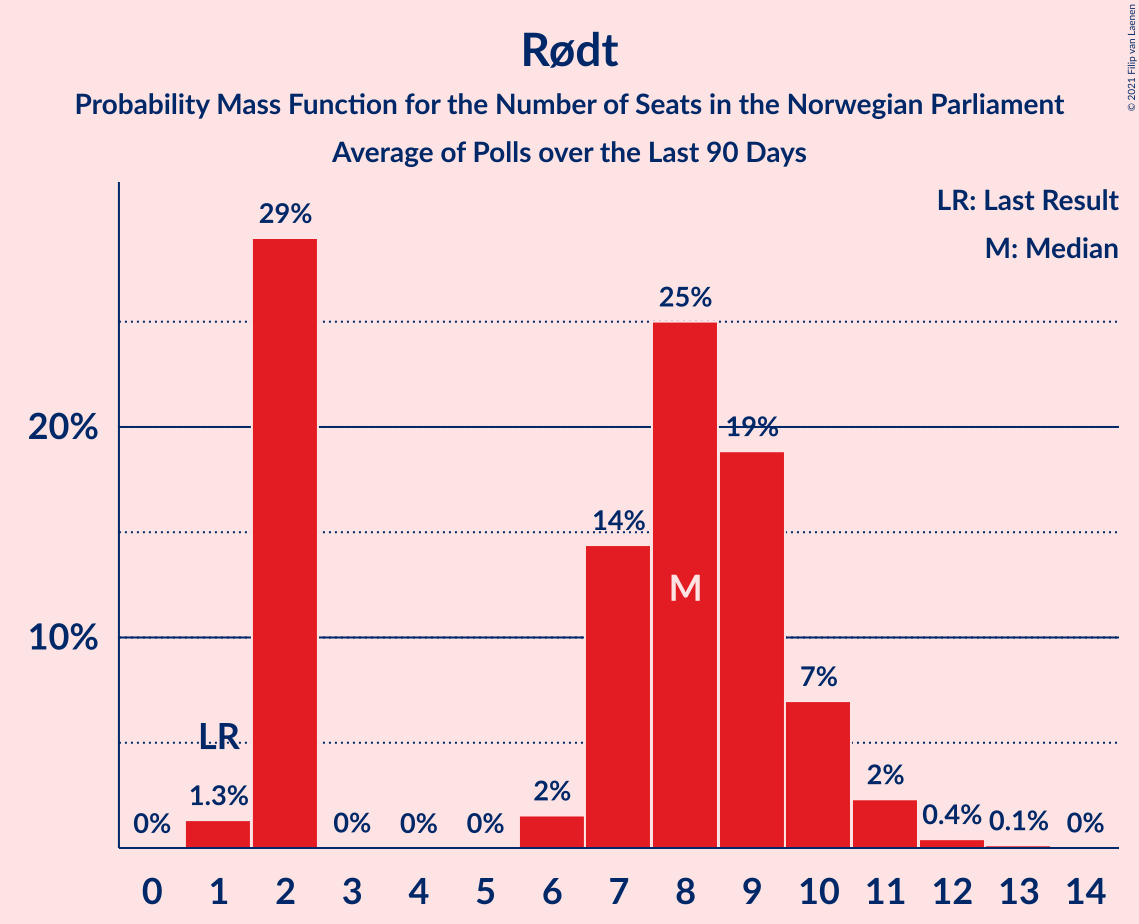 Rødt
Probability Mass Function for the Number of Seats in the Norwegian Parliament
Average of Polls over the Last 90 Days
© 2021 Filip van Laenen
LR: Last Result
M: Median
20%
10%
0% 1.3% 29% 0% 0% 0% 2% 14% 25% 19% 7% 2% 0.4% 0.1% 0%
LR
M
0 1 2 3 4 5 6 7 8 9 10 11 12 13 14